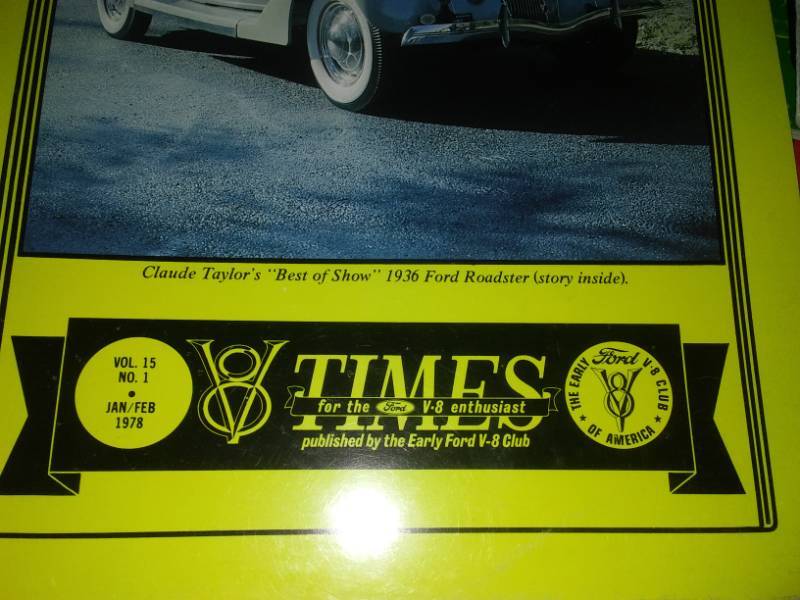 Claude Taylor's "Best of Show" 1936 Ford Roadster (story inside).
VOL. 15
NO. 1
•
JAN/FEB
1978
V8 TIMES
for the Ford V·8 enthusiast
published by the Early Ford V-8 Club
THE EARLY Ford V·8 CLUB
• OF AMERICA •
V8